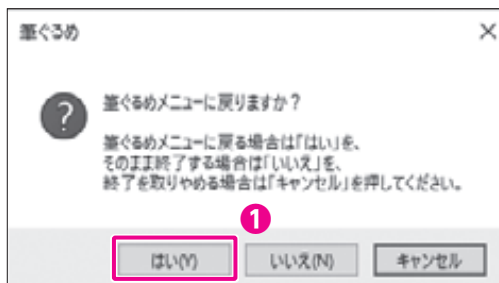 筆ぐるめ
筆ぐるめメニューに戻りますか？
筆ぐるめメニューに戻る場合は「はい」を、
そのまま終了する場合は「いいえ」を、
終了を取りやめる場合は「キャンセル」を押してください。
1
はい(Y) いいえ(N) キャンセル